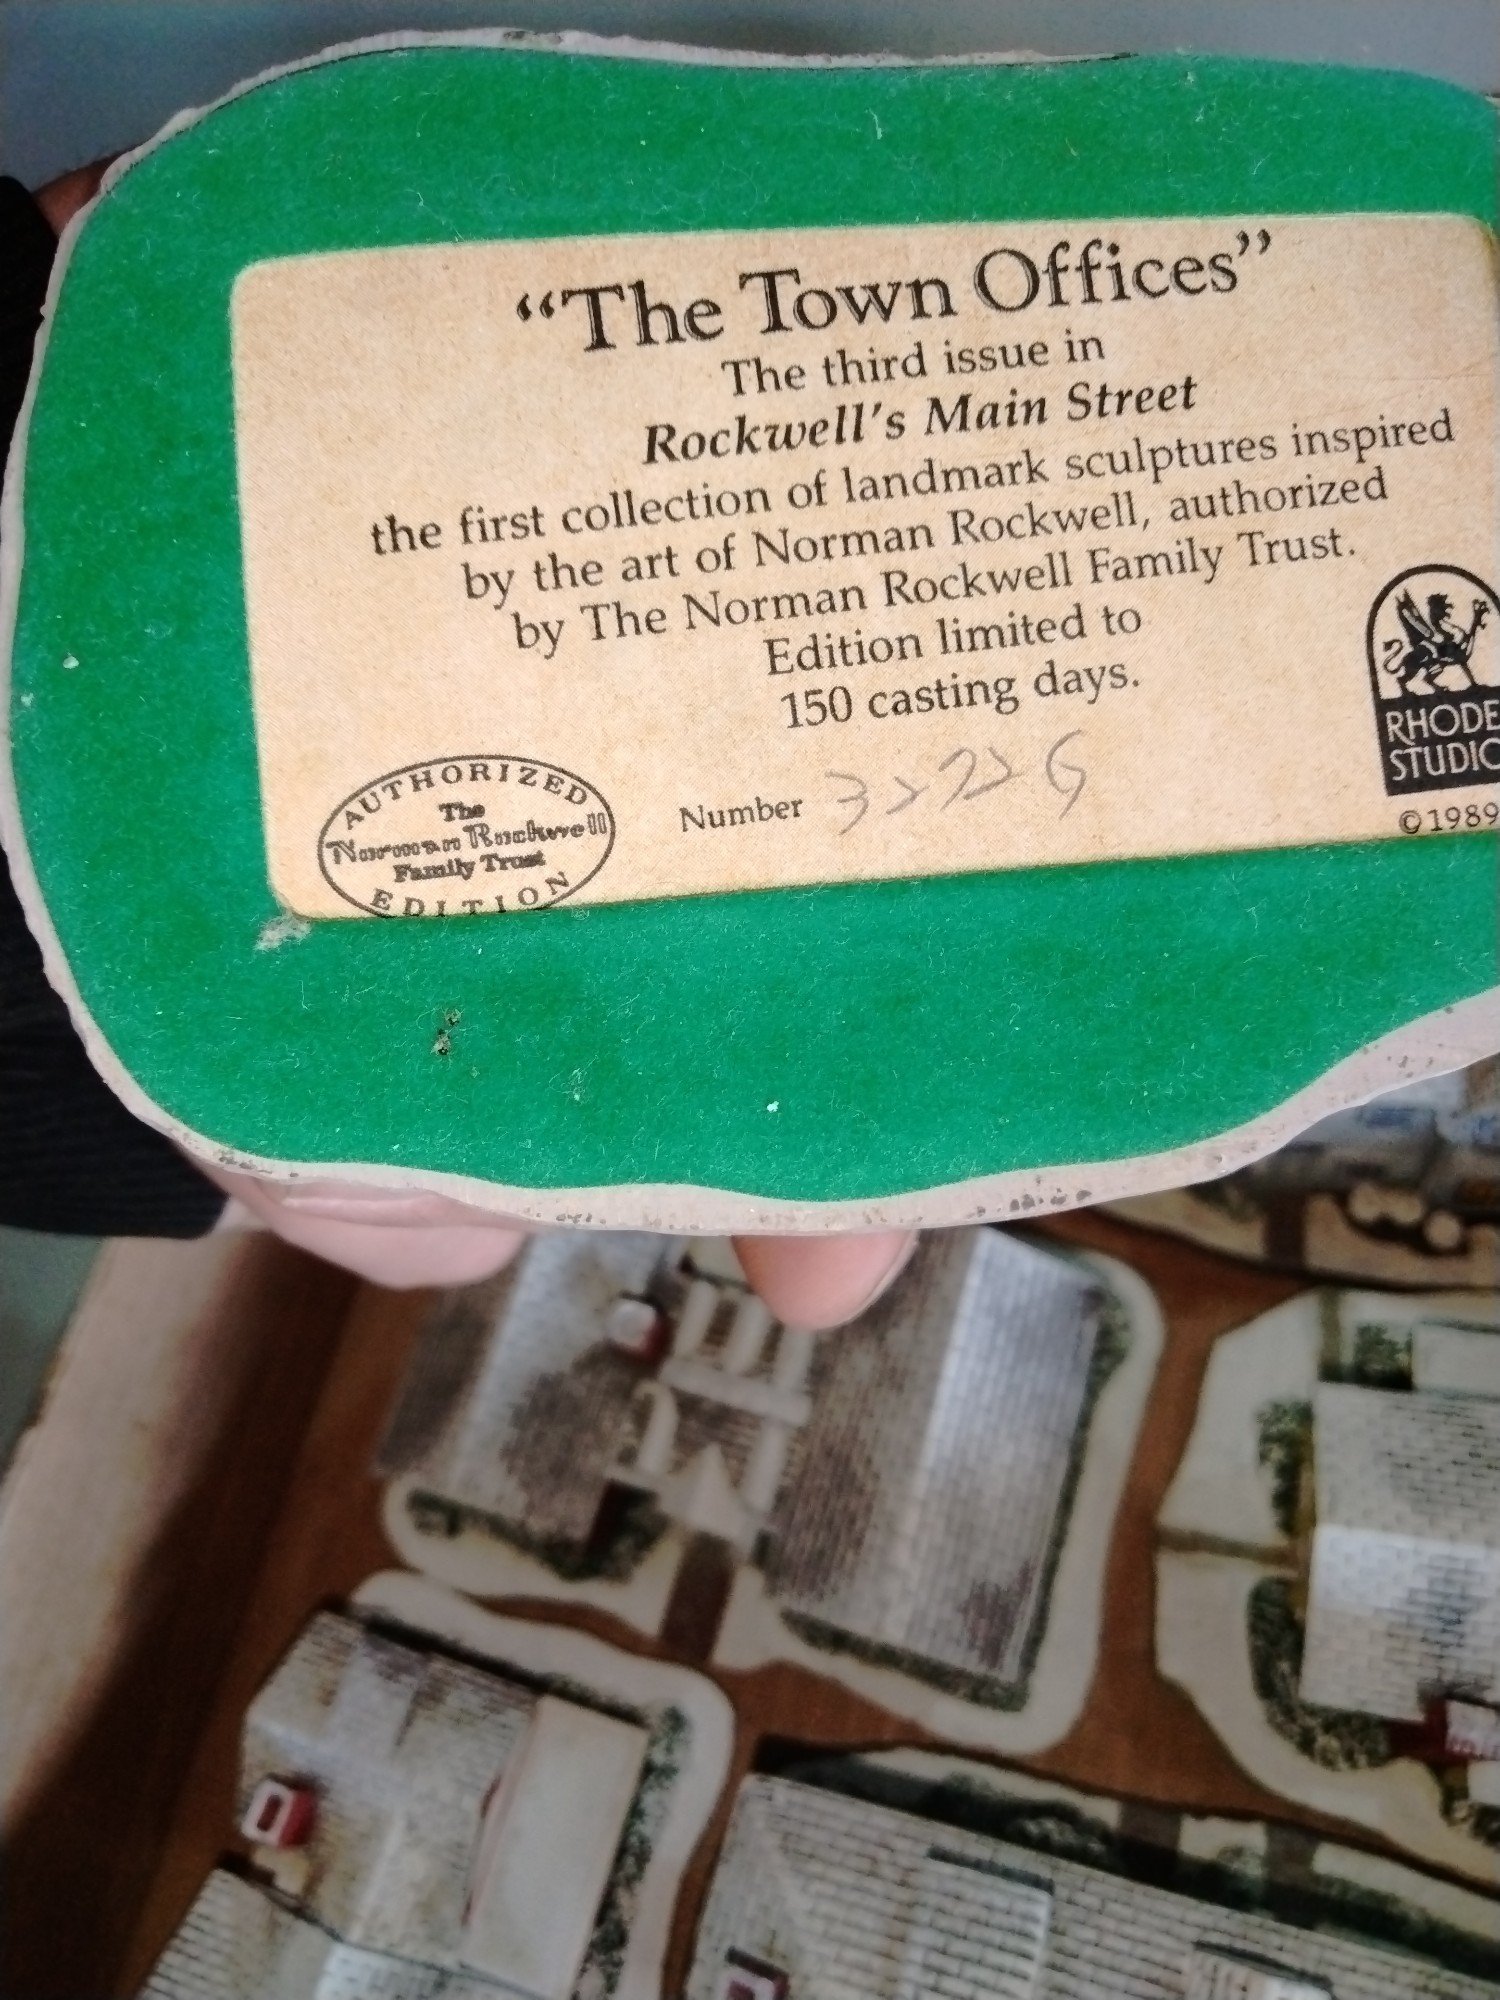 “The Town Offices”
The third issue in
Rockwell's Main Street
the first collection of landmark sculptures inspired
by the art of Norman Rockwell, authorized
by The Norman Rockwell Family Trust.
Edition limited to
150 casting days.
AUTHORIZED
The
Norman Rockwell
Family Trust
EDITION
Number
RHODE
STUDIO
©1989